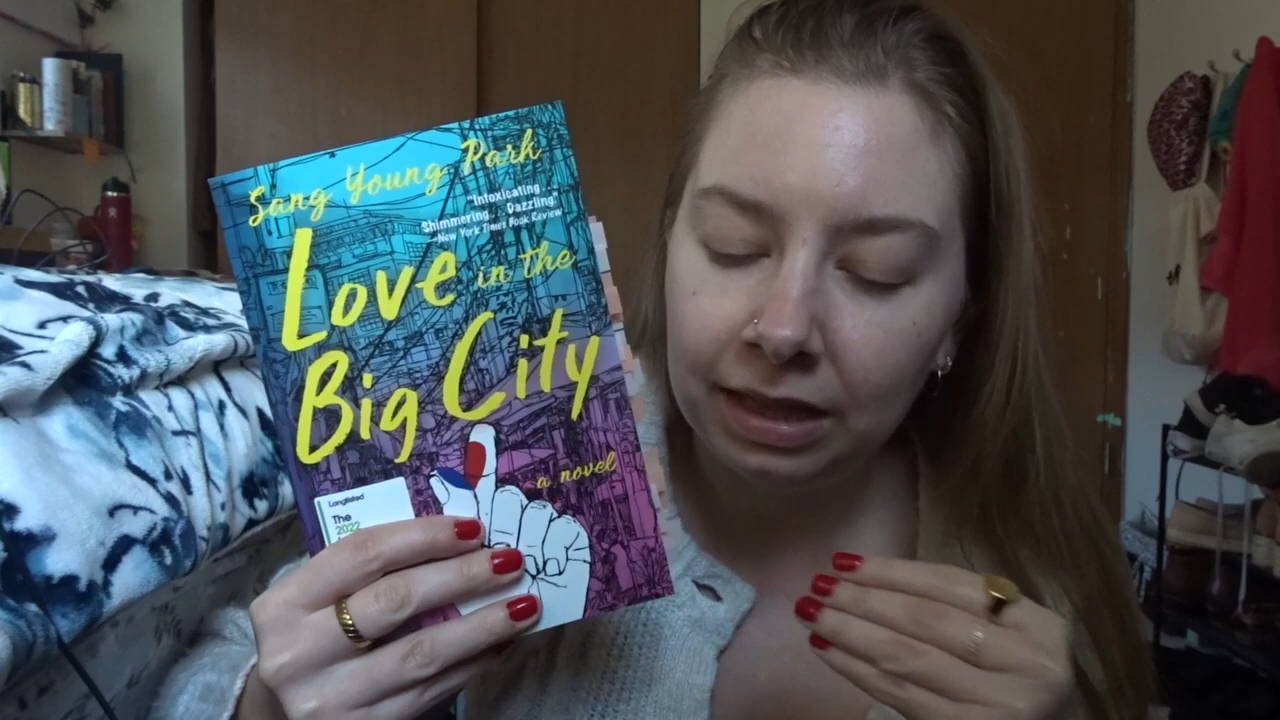 Sang Young Park
"Intoxicating . . .
Shimmering . . . Dazzling."
—New York Times Book Review
Love in the
Big City
a novel
Longlisted
The
2022